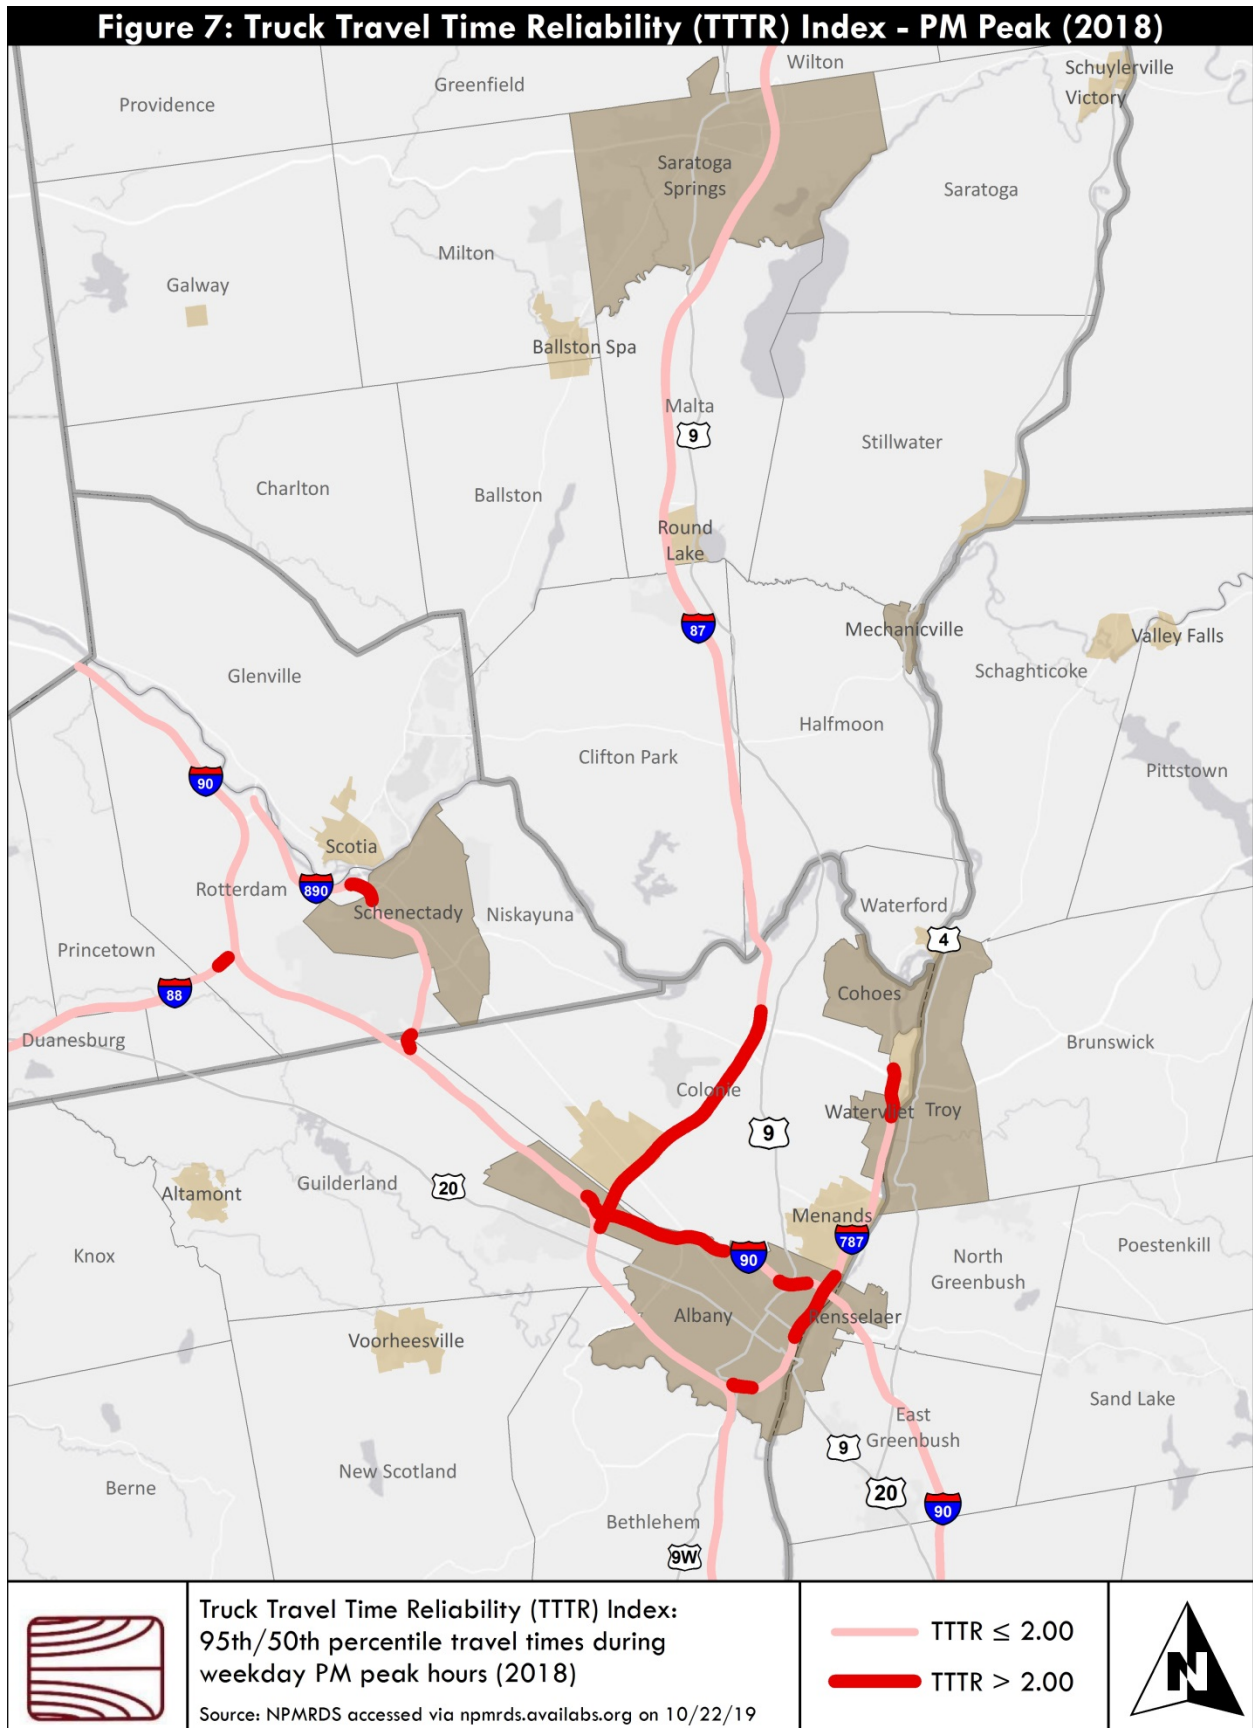 Figure 7: Truck Travel Time Reliability (TTTR) Index - PM Peak (2018)
Wilton
Schuylerville
Victory
Greenfield
Providence
Saratoga
Springs
Saratoga
Milton
Galway
Ballston Spa
Malta
9
Stillwater
Charlton
Ballston
Round
Lake
87
Mechanicville
Valley Falls
Schaghticoke
Glenville
Halfmoon
Clifton Park
Pittstown
90
Scotia
Rotterdam
890
Schenectady
Niskayuna
Waterford
4
Princetown
88
Cohoes
Duanesburg
Brunswick
Colonie
Watervliet
Troy
9
Guilderland
20
Altamont
Menands
787
Knox
90
North
Greenbush
Poestenkill
Albany
Rensselaer
Voorheesville
Sand Lake
East
Greenbush
9
New Scotland
Berne
20
90
Bethlehem
9W
Truck Travel Time Reliability (TTTR) Index:
95th/50th percentile travel times during
weekday PM peak hours (2018)
Source: NPMRDS accessed via npmrds.availabs.org on 10/22/19
TTTR ≤ 2.00
TTTR > 2.00
N